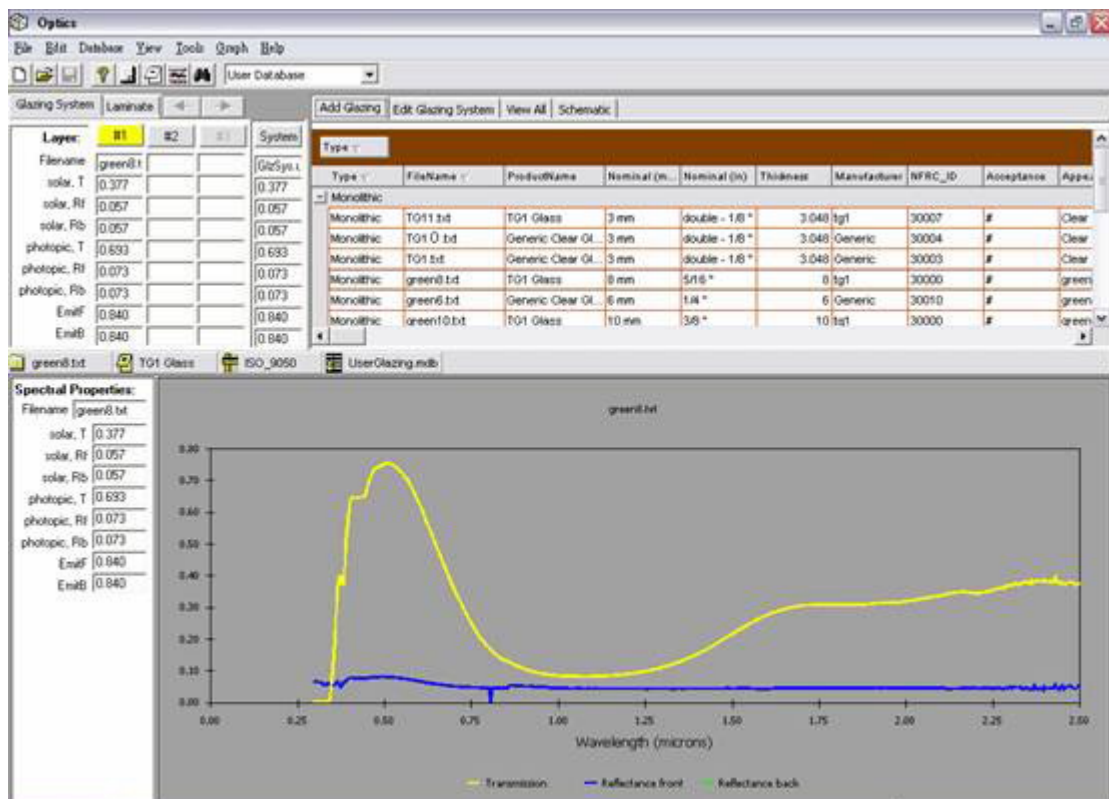 Optics
File Edit Database View Tools Graph Help
User Database
Glazing System Laminate
Add Glazing Edit Glazing System View All Schematic
Layer: #1 #2 #3 System
Type
Filename green8.t GlzSys.u
solar, T 0.377 0.377
solar, Rf 0.057 0.057
solar, Rb 0.057 0.057
photopic, T 0.693 0.693
photopic, Rf 0.073 0.073
photopic, Rb 0.073 0.073
EmitF 0.840 0.840
EmitB 0.840 0.840
Type FileName ProductName Nominal (m... Nominal (in) Thickness Manufacturer NFRC_ID Acceptance Appea
Monolithic
Monolithic TG11.txt TG1 Glass 3 mm double - 1/8 " 3.048 tg1 30007 # Clear
Monolithic TG1 0 .txt Generic Clear Gl... 3 mm double - 1/8 " 3.048 Generic 30004 # Clear
Monolithic TG1.txt Generic Clear Gl... 3 mm double - 1/8 " 3.048 Generic 30003 # Clear
Monolithic green8.txt TG1 Glass 8 mm 5/16 " 8 tg1 30000 # green
Monolithic green6.txt Generic Clear Gl... 6 mm 1/4 " 6 Generic 30010 # green
Monolithic green10.txt TG1 Glass 10 mm 3/8 " 10 tg1 30000 # green
green8.txt TG1 Glass ISO_9050 UserGlazing.mdb
Spectral Properties:
Filename green8.txt
solar, T 0.377
solar, Rf 0.057
solar, Rb 0.057
photopic, T 0.693
photopic, Rf 0.073
photopic, Rb 0.073
EmitF 0.840
EmitB 0.840
green8.txt
0.80
0.70
0.60
0.50
0.40
0.30
0.20
0.10
0.00
0.00 0.25 0.50 0.75 1.00 1.25 1.50 1.75 2.00 2.25 2.50
Wavelength (microns)
Transmission Reflectance front Reflectance back